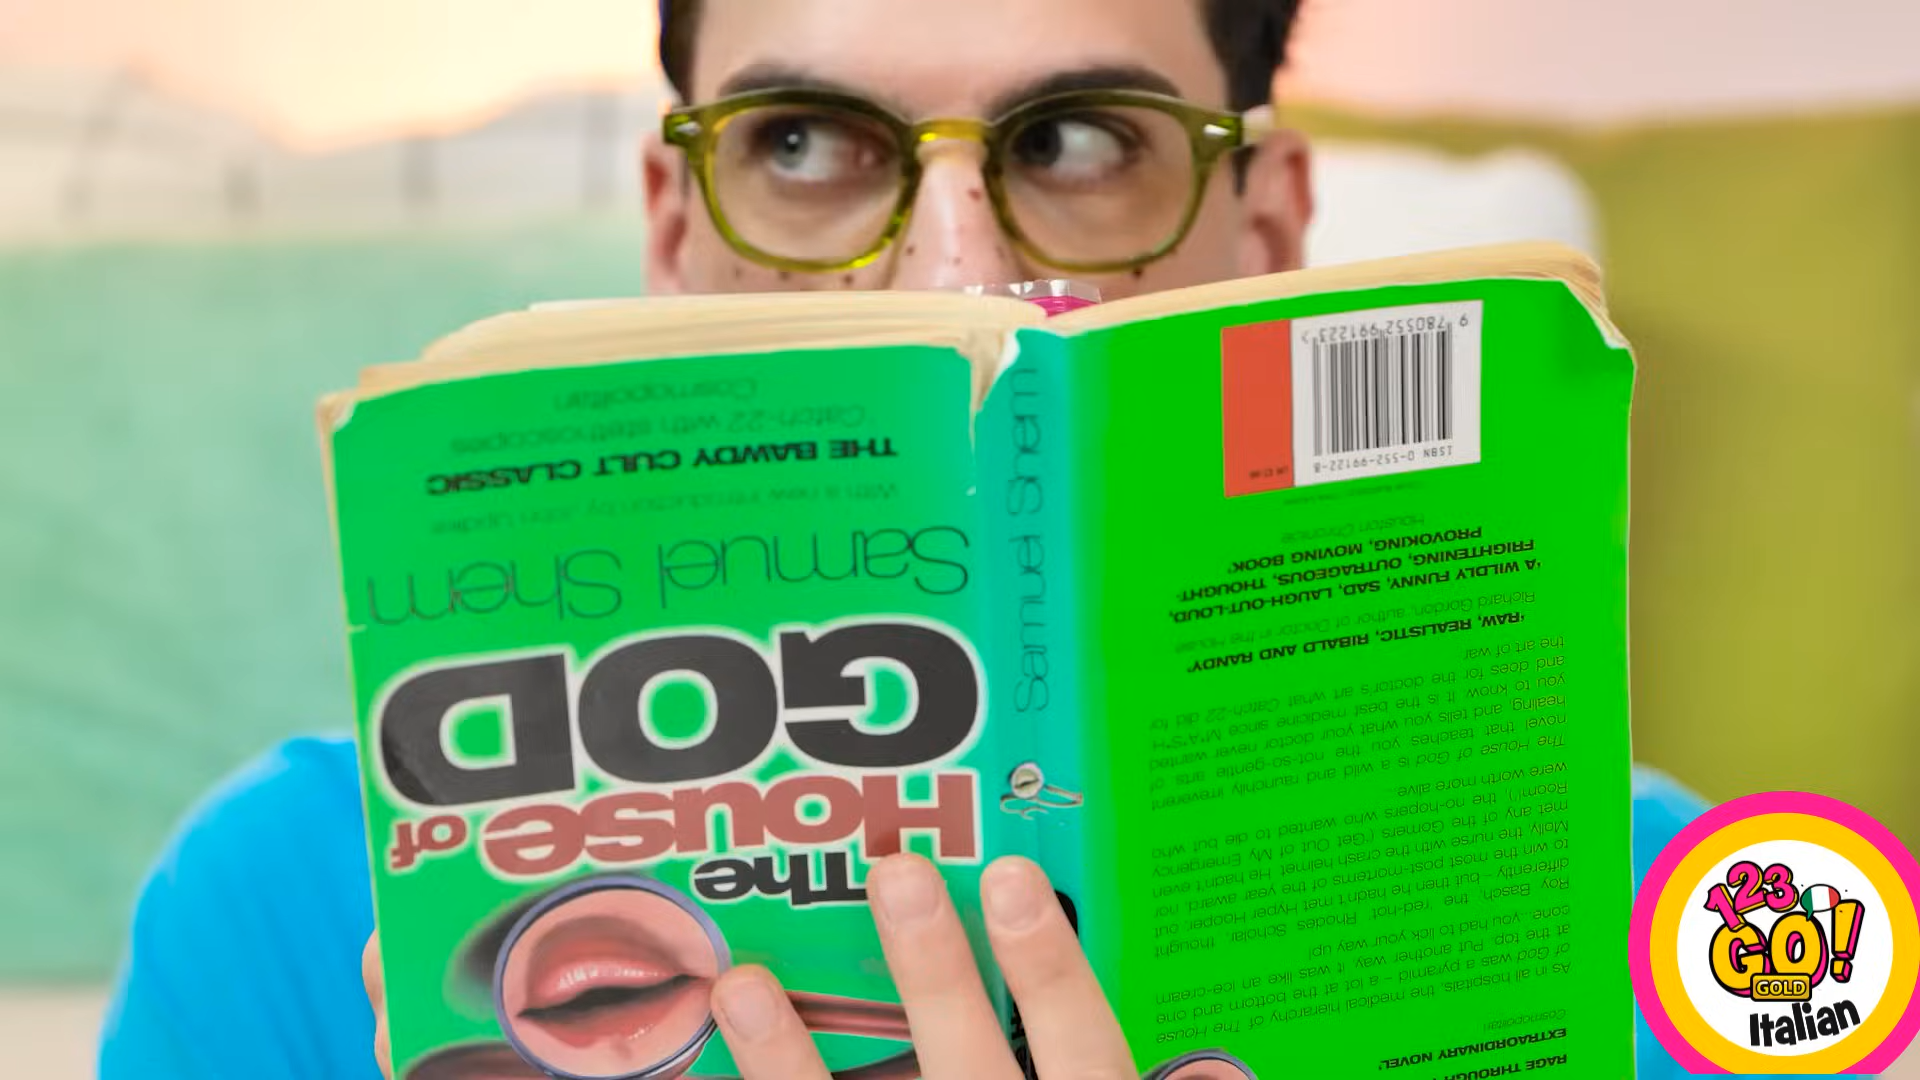 Cosmopolitan
'Catch-22 with stethoscopes'
THE BAWDY CULT CLASSIC
With a new introduction by John Updike
Samuel Shem
GOD
House of
The
Samuel Shem
9 780552 991223
ISBN 0-552-99122-8
Houston Chronicle
PROVOKING, MOVING BOOK'
FRIGHTENING, OUTRAGEOUS, THOUGHT-
'A WILDLY FUNNY, SAD, LAUGH-OUT-LOUD,
Richard Gordon, author of Doctor in the House
'RAW, REALISTIC, RIBALD AND RANDY'
the art of war.
and does for the doctor's art what Catch-22 did for
you to know. It is the best medicine since M*A*S*H
healing, and tells you what your doctor never wanted
novel that teaches you the not-so-gentle arts of
The House of God is a wild and raunchily irreverent
were worth more alive.
Room!') the no-hopers who wanted to die but who
met any of the Gomers ('Get Out of My Emergency
Molly the nurse with the crash helmet. He hadn't even
to win the most post-mortems of the year award, nor
differently – but then he hadn't met Hyper Hooper, out
Roy Basch, the 'red-hot' Rhodes Scholar, thought
cone: you had to lick your way up!
at the top. Put another way, it was like an ice-cream
of God was a pyramid – a lot at the bottom and one
As in all hospitals, the medical hierarchy of The House
Cosmopolitan
EXTRAORDINARY NOVEL'
RAGE THROUGH
123
GO!
GOLD
Italian